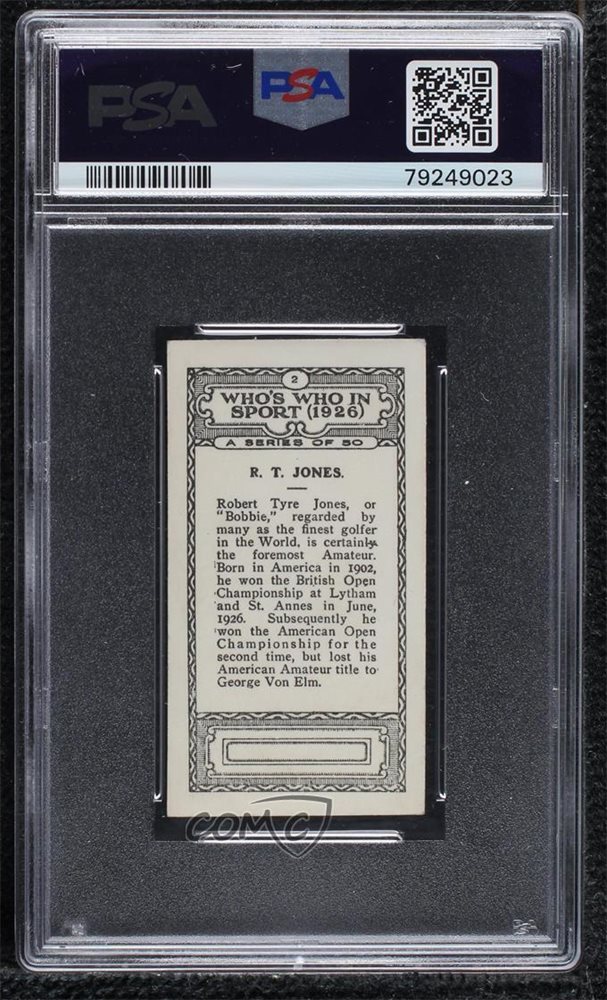 PSA
PSA
79249023
2
WHO'S WHO IN
SPORT (1926)
A SERIES OF 50
R. T. JONES.
Robert Tyre Jones, or
"Bobbie," regarded by
many as the finest golfer
in the World, is certainly
the foremost Amateur.
Born in America in 1902,
he won the British Open
Championship at Lytham
and St. Annes in June,
1926. Subsequently he
won the American Open
Championship for the
second time, but lost his
American Amateur title to
George Von Elm.
COMC